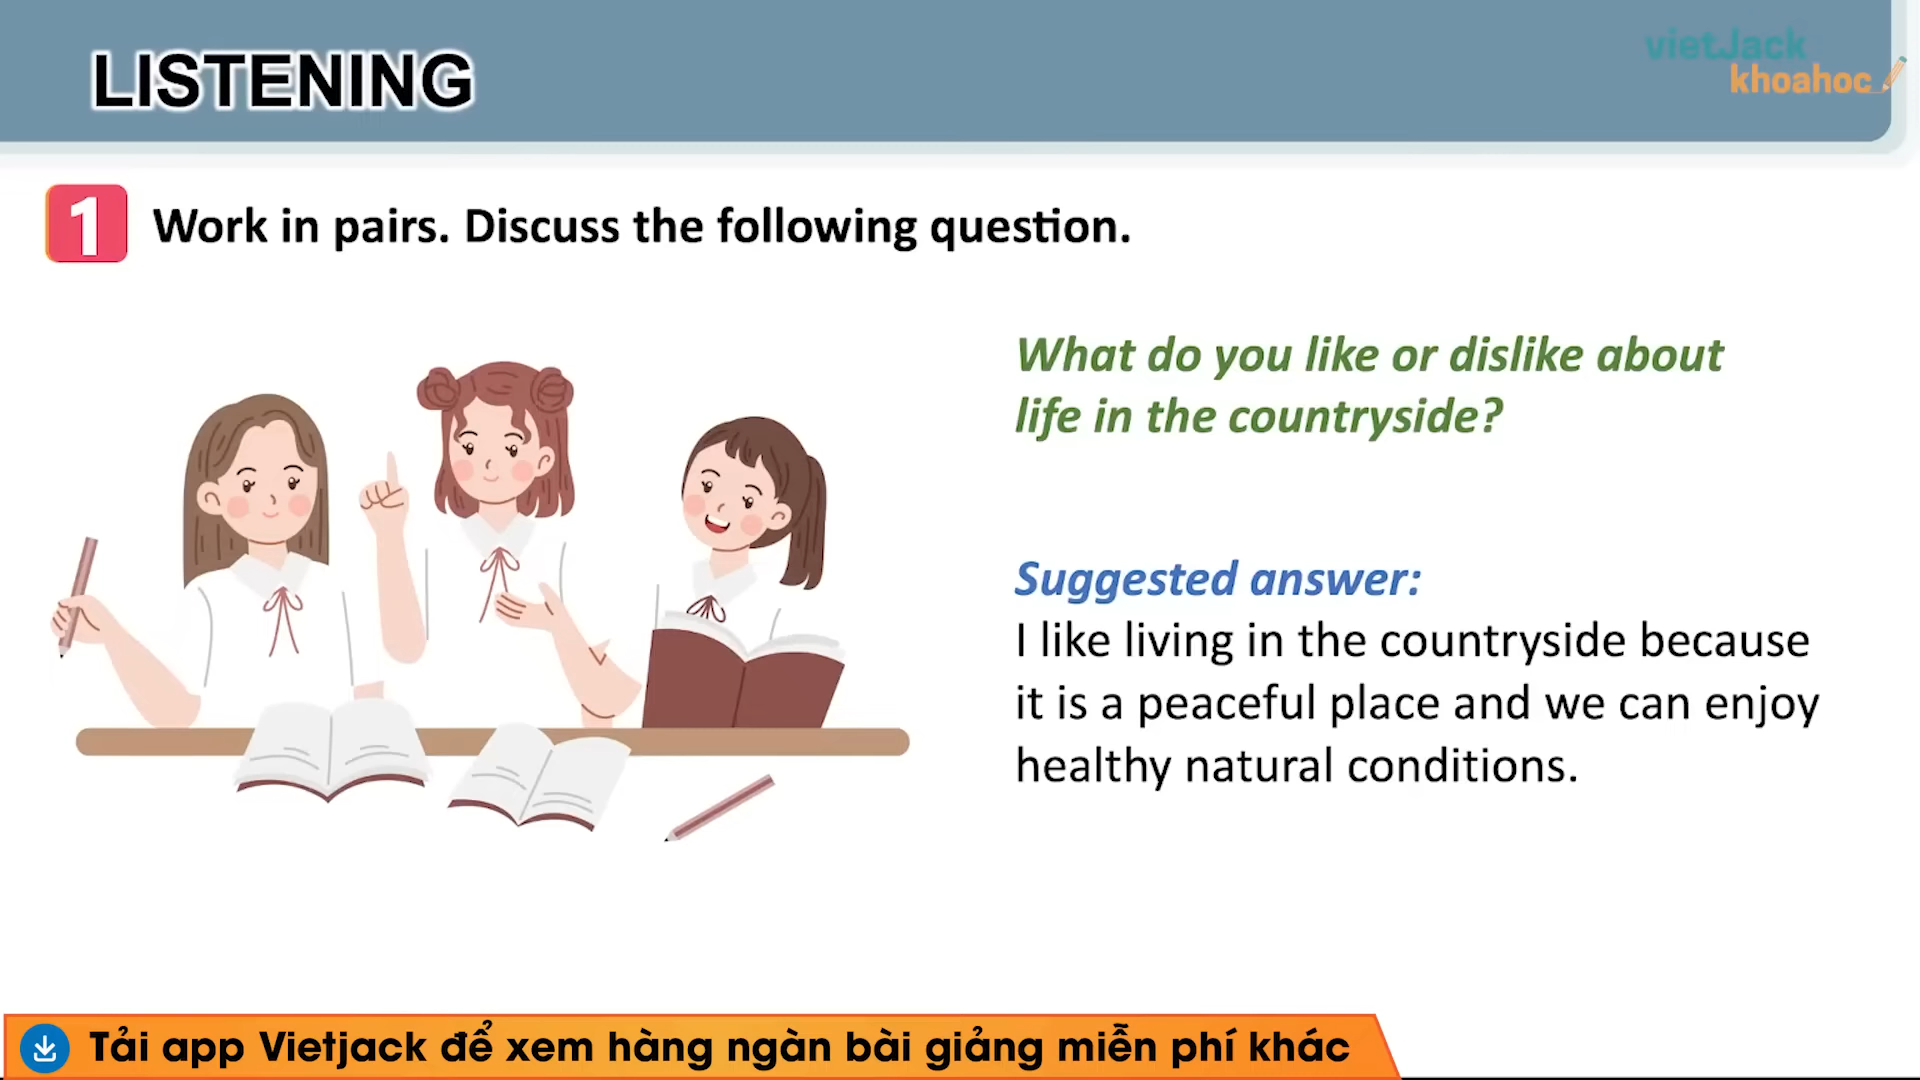 LISTENING
vietJack
khoahoc
1 Work in pairs. Discuss the following question.
What do you like or dislike about
life in the countryside?
Suggested answer:
I like living in the countryside because
it is a peaceful place and we can enjoy
healthy natural conditions.
Tải app Vietjack để xem hàng ngàn bài giảng miễn phí khác